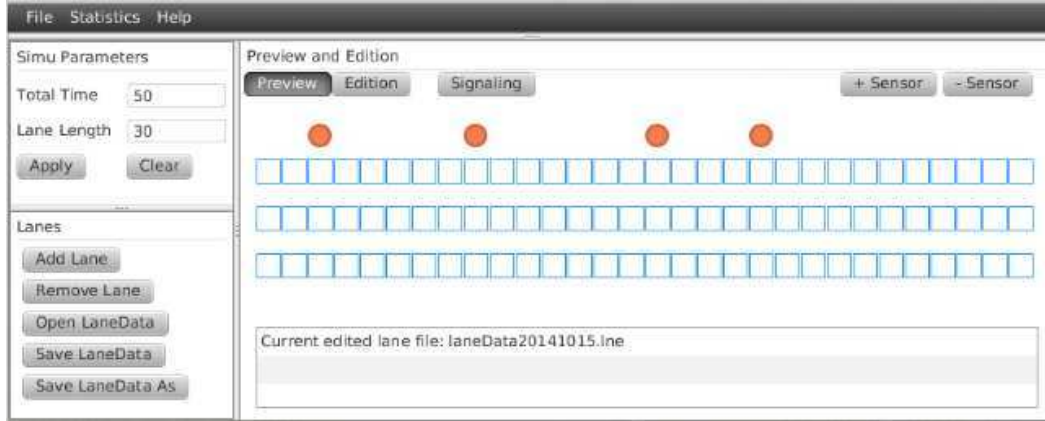 File Statistics Help
Simu Parameters
Total Time 50
Lane Length 30
Apply Clear
Lanes
Add Lane
Remove Lane
Open LaneData
Save LaneData
Save LaneData As
Preview and Edition
Preview Edition Signaling + Sensor - Sensor
Current edited lane file: laneData20141015.lne